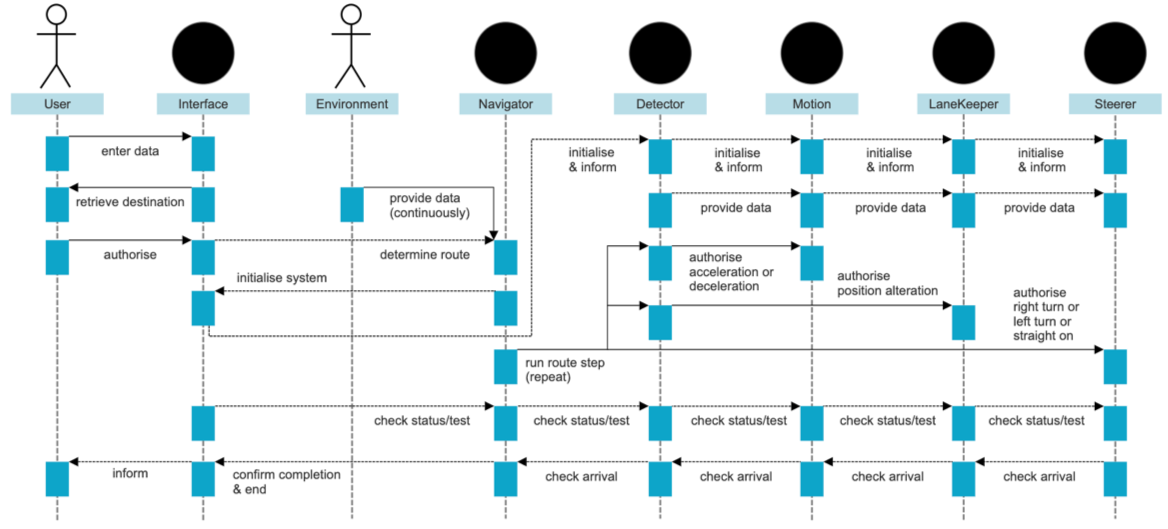 User
Interface
Environment
Navigator
Detector
Motion
LaneKeeper
Steerer
enter data
initialise
& inform
initialise
& inform
initialise
& inform
initialise
& inform
retrieve destination
provide data
(continuously)
provide data
provide data
provide data
authorise
determine route
authorise
acceleration or
deceleration
initialise system
authorise
position alteration
authorise
right turn or
left turn or
straight on
run route step
(repeat)
check status/test
check status/test
check status/test
check status/test
check status/test
inform
confirm completion
& end
check arrival
check arrival
check arrival
check arrival